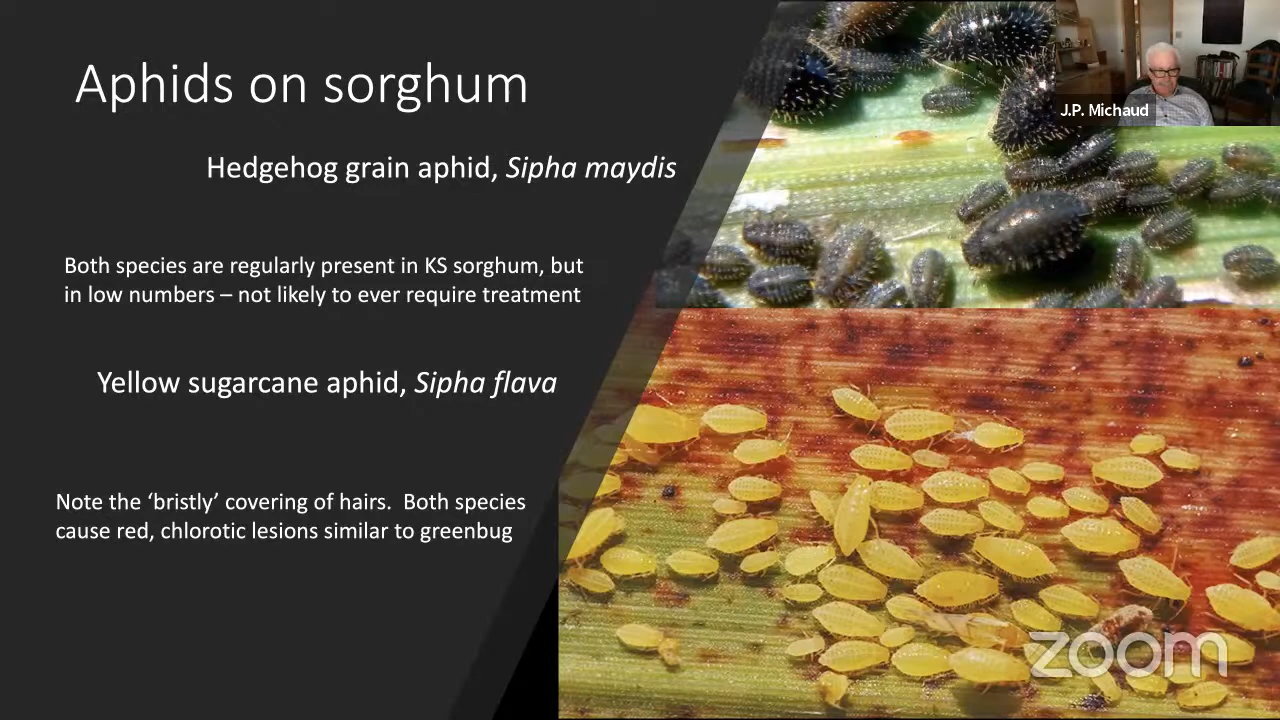 Aphids on sorghum
J.P. Michaud
Hedgehog grain aphid, Sipha maydis
Both species are regularly present in KS sorghum, but
in low numbers – not likely to ever require treatment
Yellow sugarcane aphid, Sipha flava
Note the ‘bristly’ covering of hairs.  Both species
cause red, chlorotic lesions similar to greenbug
zoom